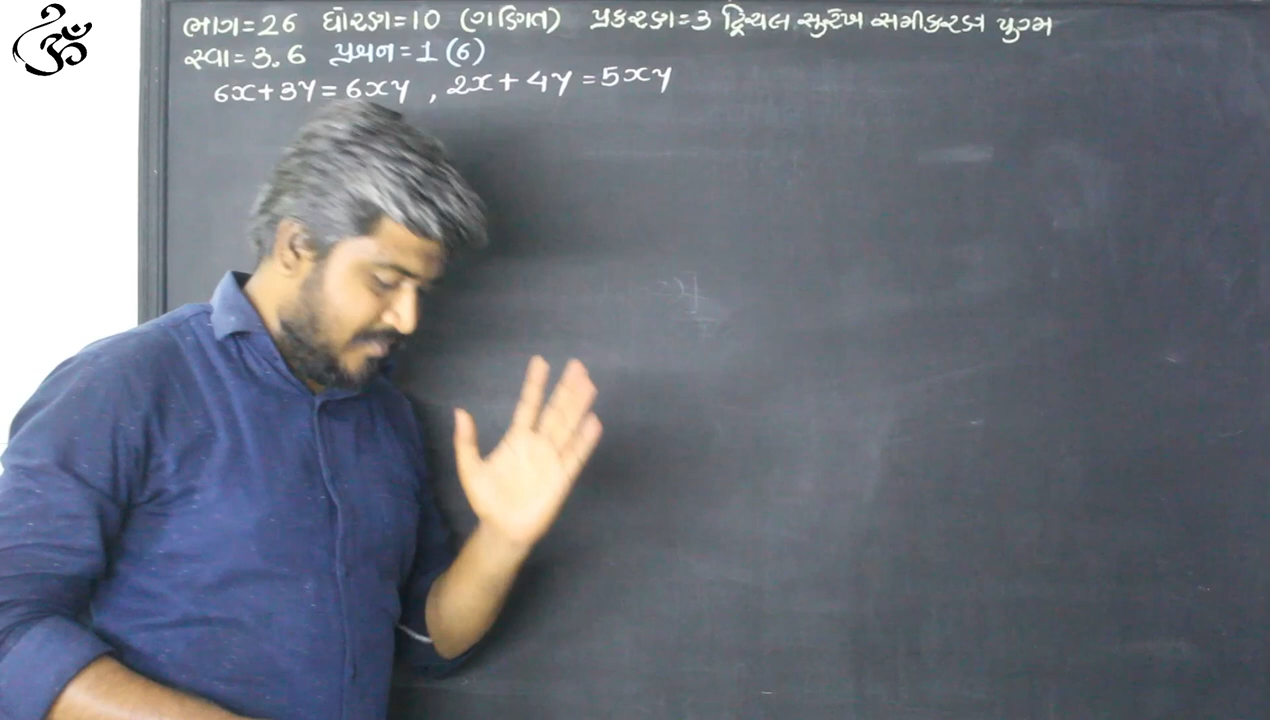 ૐ
ભાગ=26 ધોરણ=10 (ગણિત) પ્રકરણ=3 દ્વિચલ સુરેખ સમીકરણ યુગ્મ
સ્વા=3.6 પ્રશ્ન=1(6)
6x+3y=6xy , 2x+4y=5xy